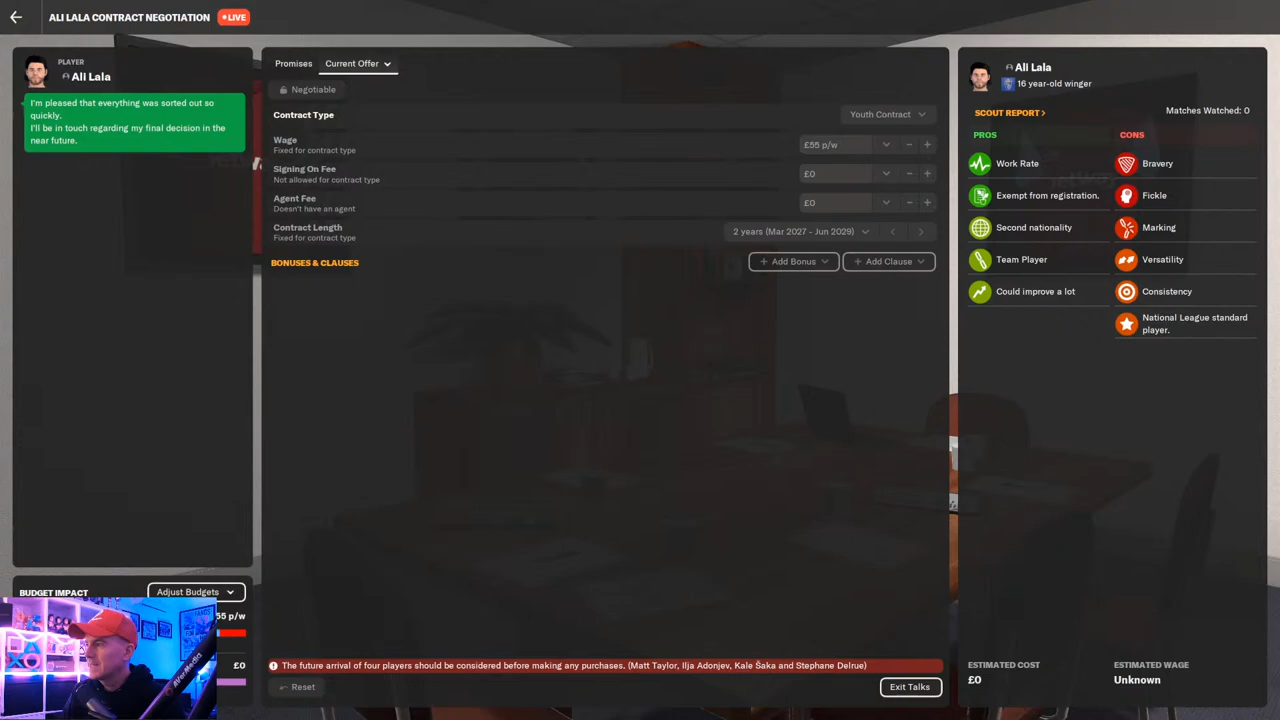 ALI LALA CONTRACT NEGOTIATION
LIVE
PLAYER
Ali Lala
I'm pleased that everything was sorted out so
quickly.
I'll be in touch regarding my final decision in the
near future.
BUDGET IMPACT
Adjust Budgets
55 p/w
£0
AVerMedia
Promises
Current Offer
Negotiable
Contract Type
Youth Contract
Wage
Fixed for contract type
£55 p/w
Signing On Fee
Not allowed for contract type
£0
Agent Fee
Doesn't have an agent
£0
Contract Length
Fixed for contract type
2 years (Mar 2027 - Jun 2029)
BONUSES & CLAUSES
+ Add Bonus
+ Add Clause
The future arrival of four players should be considered before making any purchases. (Matt Taylor, Ilja Adonjev, Kale Šaka and Stephane Delrue)
Reset
Exit Talks
Ali Lala
16 year-old winger
SCOUT REPORT >
Matches Watched: 0
PROS
Work Rate
Exempt from registration.
Second nationality
Team Player
Could improve a lot
CONS
Bravery
Fickle
Marking
Versatility
Consistency
National League standard
player.
ESTIMATED COST
£0
ESTIMATED WAGE
Unknown